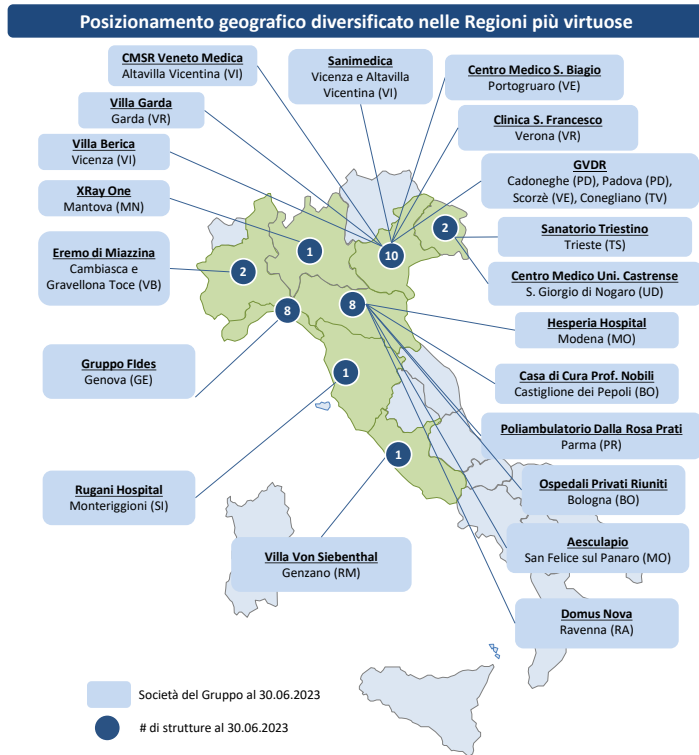 Posizionamento geografico diversificato nelle Regioni più virtuose
CMSR Veneto Medica
Altavilla Vicentina (VI)
Sanimedica
Vicenza e Altavilla
Vicentina (VI)
Centro Medico S. Biagio
Portogruaro (VE)
Villa Garda
Garda (VR)
Clinica S. Francesco
Verona (VR)
Villa Berica
Vicenza (VI)
GVDR
Cadoneghe (PD), Padova (PD),
Scorzè (VE), Conegliano (TV)
XRay One
Mantova (MN)
Sanatorio Triestino
Trieste (TS)
Eremo di Miazzina
Cambiasca e
Gravellona Toce (VB)
Centro Medico Uni. Castrense
S. Giorgio di Nogaro (UD)
Hesperia Hospital
Modena (MO)
Gruppo FIdes
Genova (GE)
Casa di Cura Prof. Nobili
Castiglione dei Pepoli (BO)
Poliambulatorio Dalla Rosa Prati
Parma (PR)
Rugani Hospital
Monteriggioni (SI)
Ospedali Privati Riuniti
Bologna (BO)
Villa Von Siebenthal
Genzano (RM)
Aesculapio
San Felice sul Panaro (MO)
Domus Nova
Ravenna (RA)
2
1
10
2
8
8
1
1
Società del Gruppo al 30.06.2023
# di strutture al 30.06.2023